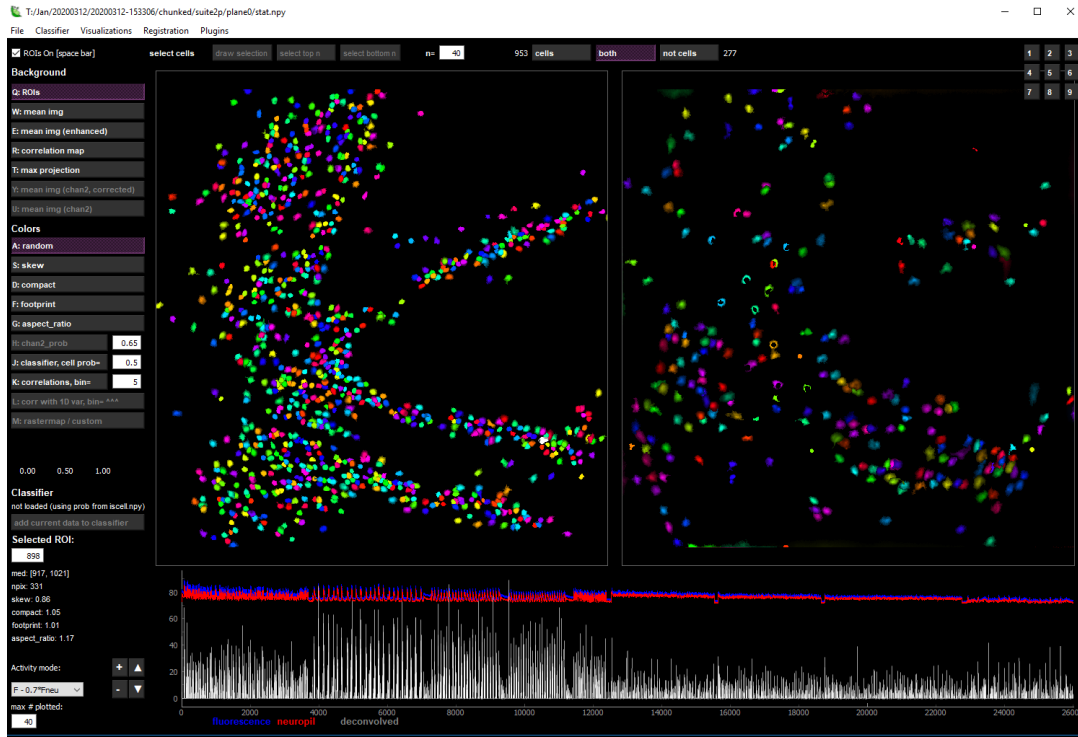 T:/Jan/20200312/20200312-153306/chunked/suite2p/plane0/stat.npy
File Classifier Visualizations Registration Plugins
ROIs On [space bar] select cells draw selection select top n select bottom n n= 40 953 cells both not cells 277 1 2 3
Background 4 5 6
Q: ROIs 7 8 9
W: mean img
E: mean img (enhanced)
R: correlation map
T: max projection
Y: mean img (chan2, corrected)
U: mean img (chan2)
Colors
A: random
S: skew
D: compact
F: footprint
G: aspect_ratio
H: chan2_prob 0.65
J: classifier, cell prob= 0.5
K: correlations, bin= 5
L: corr with 10 var, bin= ^^^
M: rastermap / custom
0.00 0.50 1.00
Classifier
not loaded (using prob from iscell.npy)
add current data to classifier
Selected ROI:
898
med: [917, 1021]
npix: 331
skew: 0.86
compact: 1.05
footprint: 1.01
aspect_ratio: 1.17
Activity mode: + ▲
F - 0.7*Fneu - ▼
max # plotted:
40
80
60
40
20
0
0 2000 4000 6000 8000 10000 12000 14000 16000 18000 20000 22000 24000 26000
fluorescence neuropil deconvolved